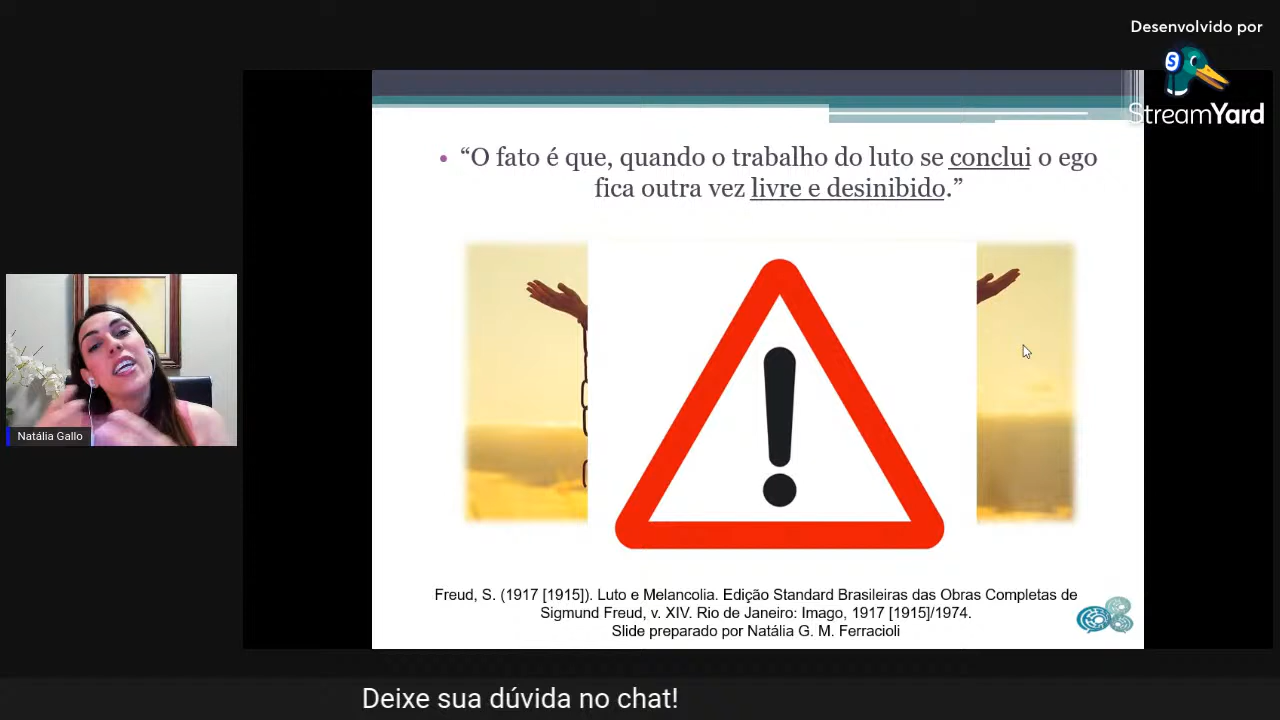 Desenvolvido por
StreamYard
• “O fato é que, quando o trabalho do luto se conclui o ego
fica outra vez livre e desinibido.”
Natália Gallo
Freud, S. (1917 [1915]). Luto e Melancolia. Edição Standard Brasileiras das Obras Completas de
Sigmund Freud, v. XIV. Rio de Janeiro: Imago, 1917 [1915]/1974.
Slide preparado por Natália G. M. Ferracioli
Deixe sua dúvida no chat!